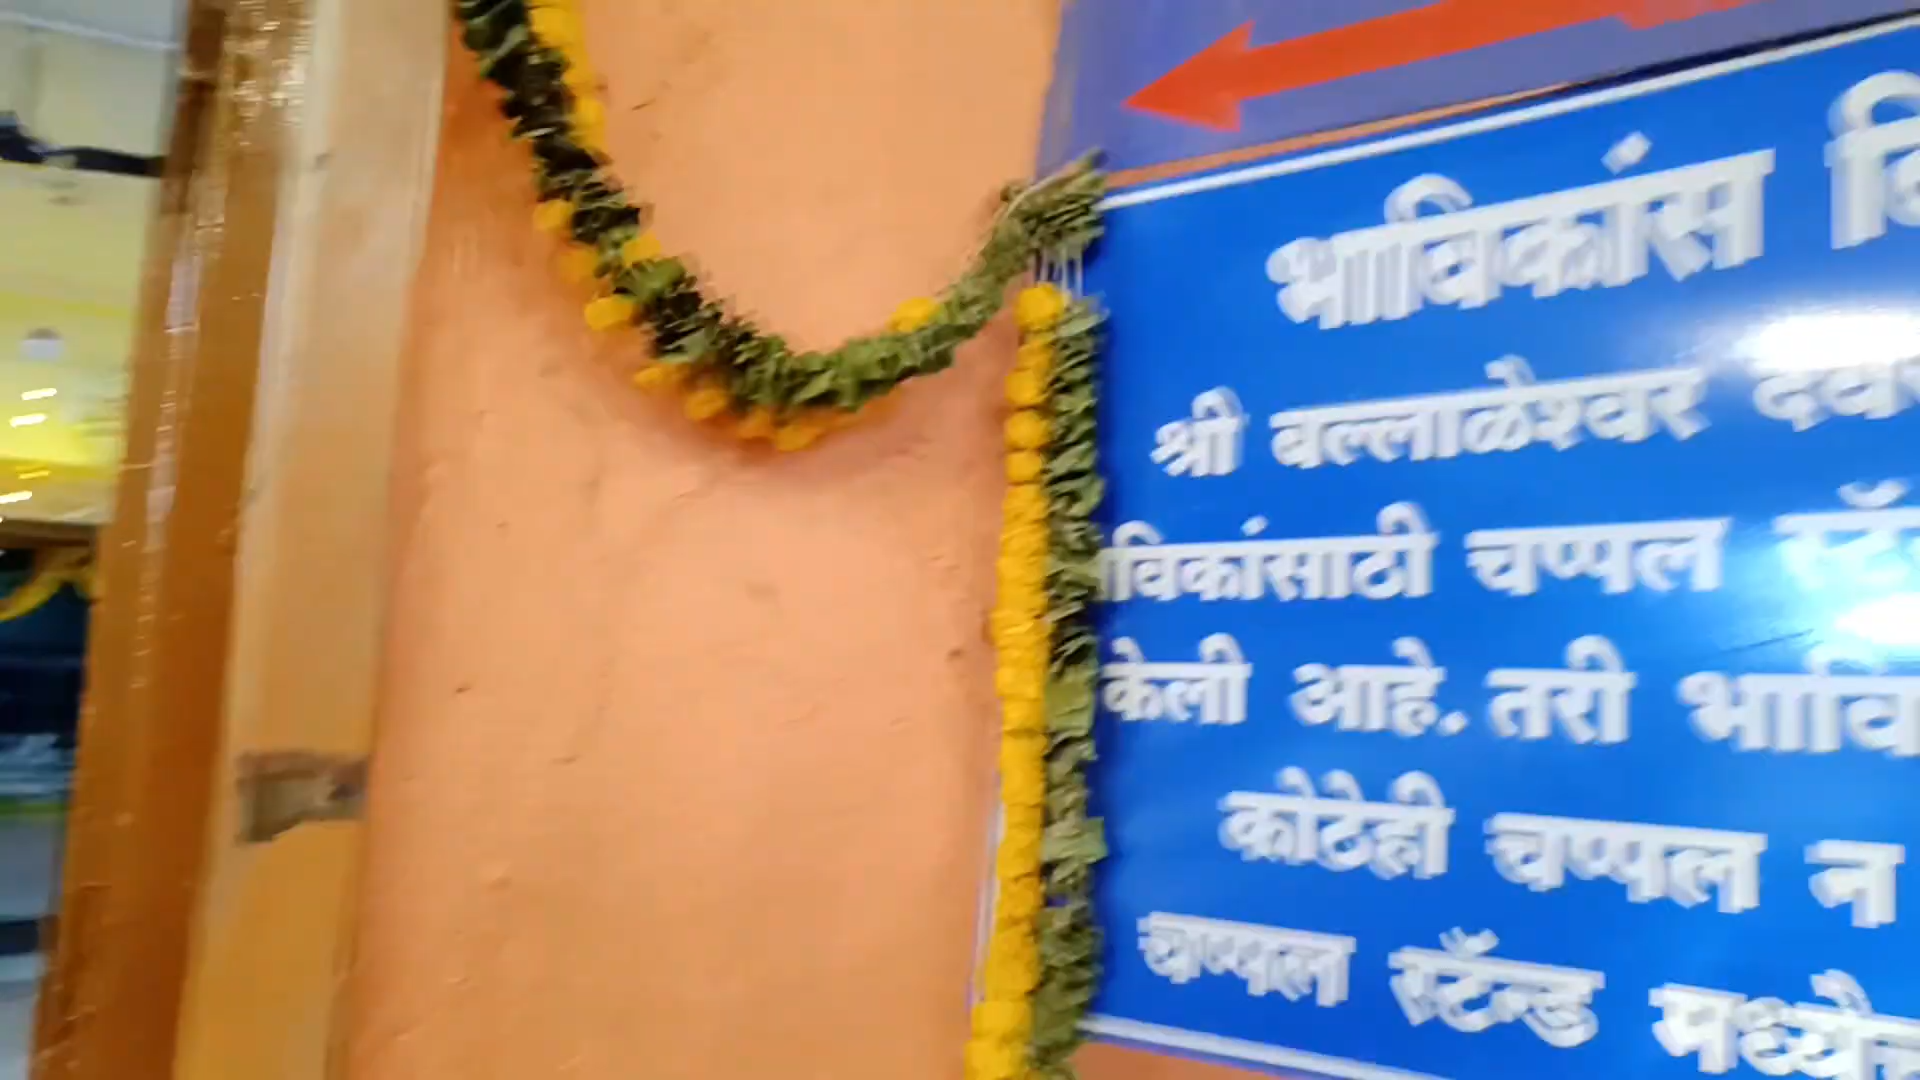 भाविकांस
श्री बल्लाळेश्वर
भाविकांसाठी चप्पल स्टँ
केली आहे. तरी भावि
कोठेही चप्पल न
चप्पल स्टॅन्ड मध्येच